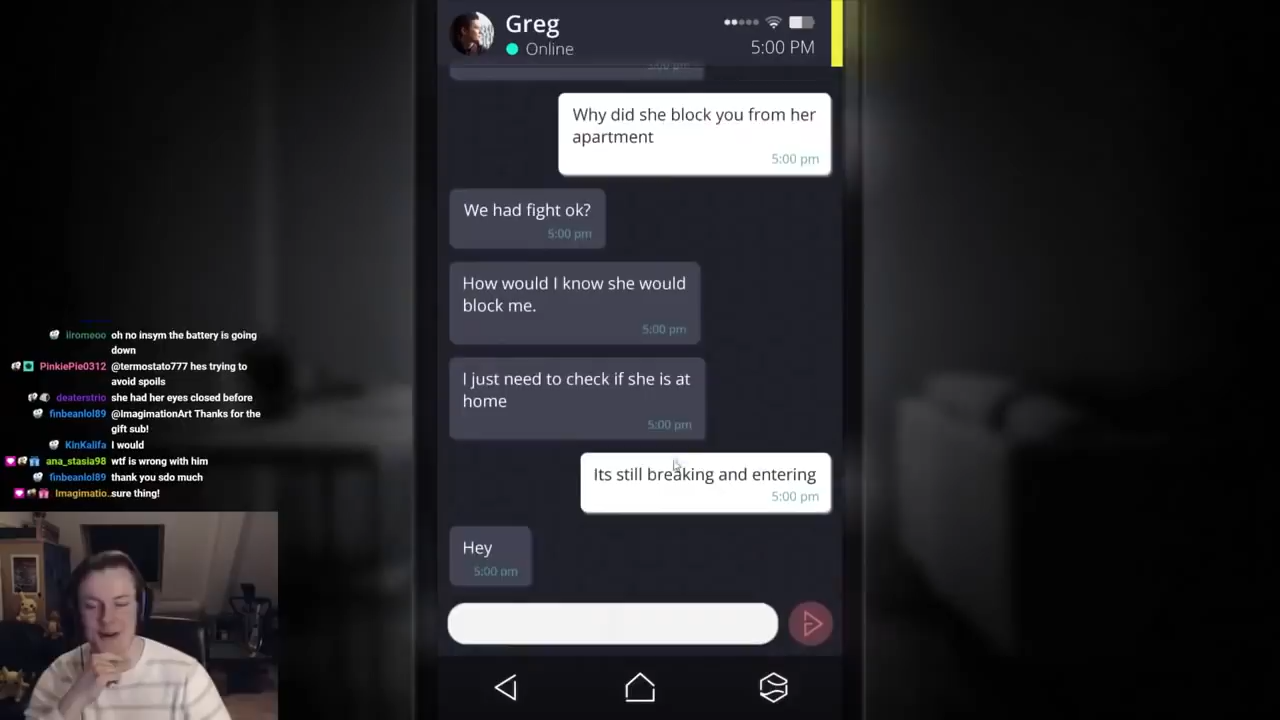 Greg
Online
5:00 PM
Why did she block you from her
apartment
5:00 pm
We had fight ok?
5:00 pm
How would I know she would
block me.
5:00 pm
I just need to check if she is at
home
5:00 pm
Its still breaking and entering
5:00 pm
Hey
5:00 pm
iiromeoo oh no insym the battery is going
down
PinkiePie0312 @termostato777 hes trying to
avoid spoils
deaterstrio she had her eyes closed before
finbeanlol89 @ImaginationArt Thanks for the
gift sub!
KinKalifa I would
ana_stasia98 wtf is wrong with him
finbeanlol89 thank you sdo much
Imaginatio... sure thing!